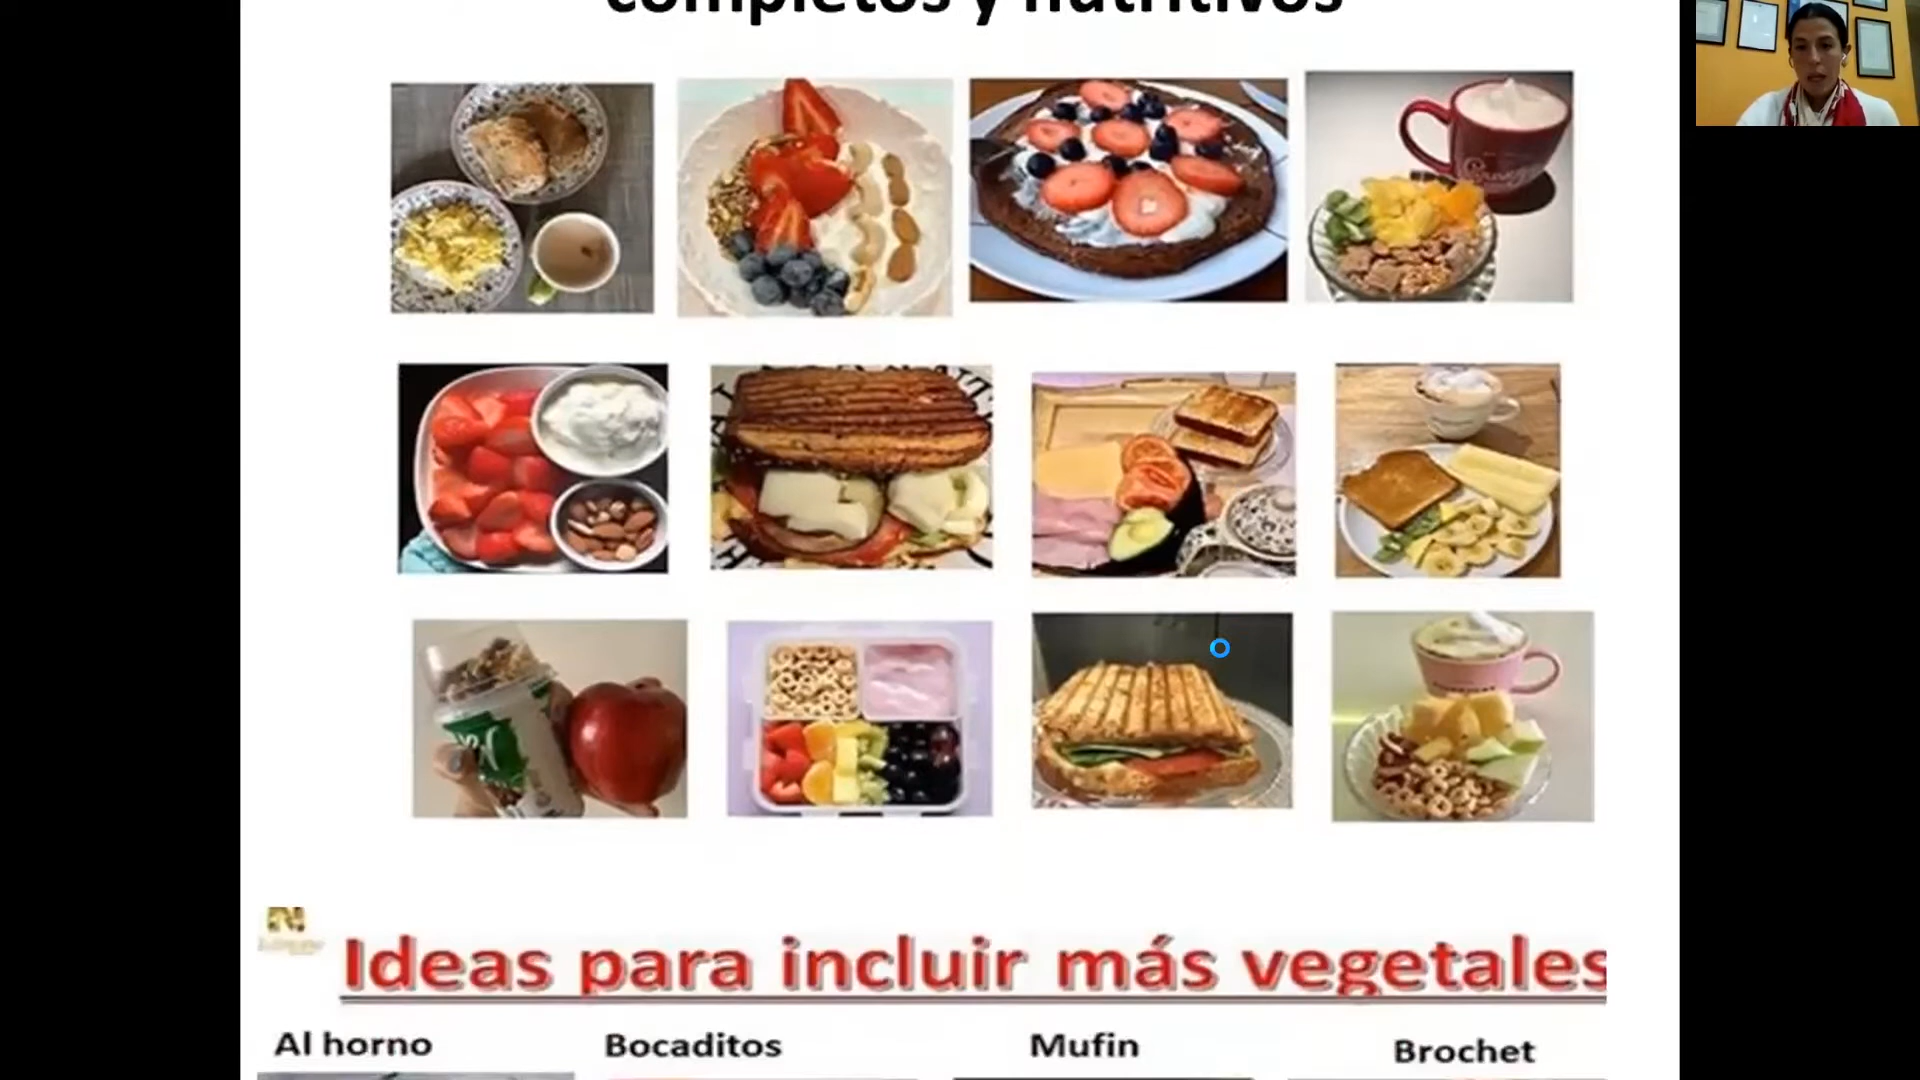 completos y nutritivos
Ideas para incluir más vegetales
Al horno
Bocaditos
Mufin
Brochet